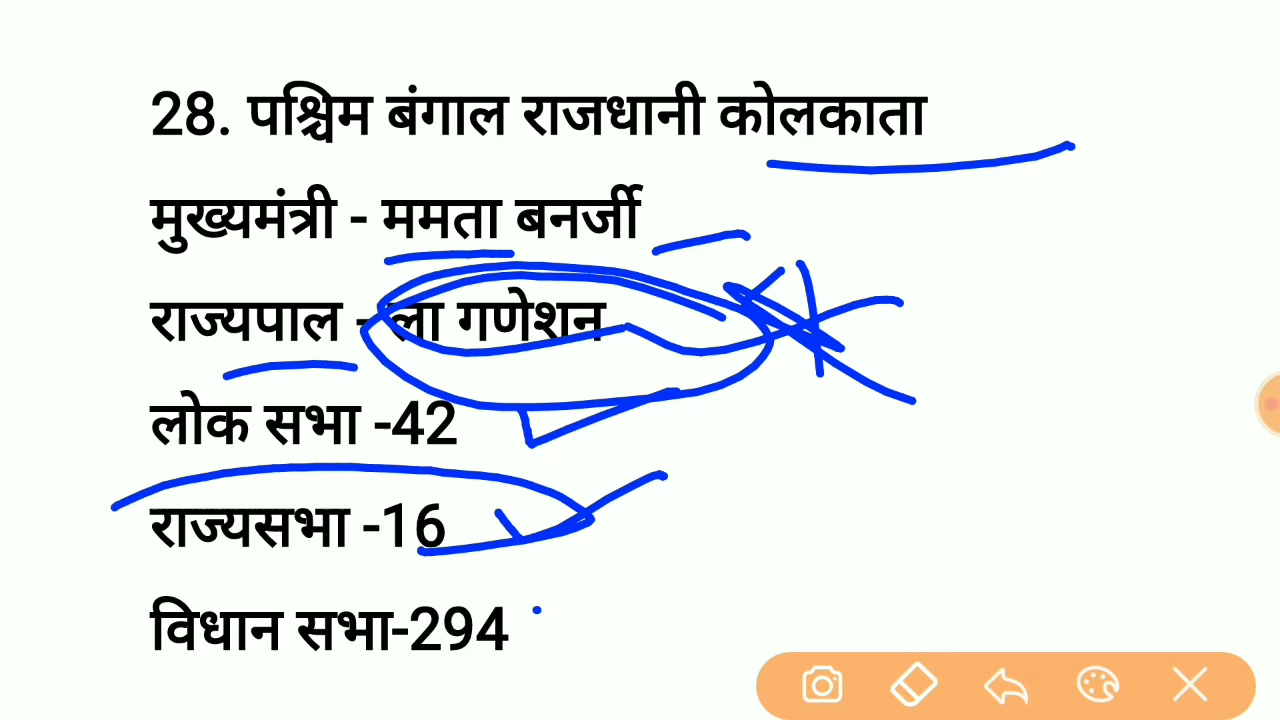 28. पश्चिम बंगाल राजधानी कोलकाता
मुख्यमंत्री - ममता बनर्जी
राज्यपाल - ला गणेशन
लोक सभा -42
राज्यसभा -16
विधान सभा-294